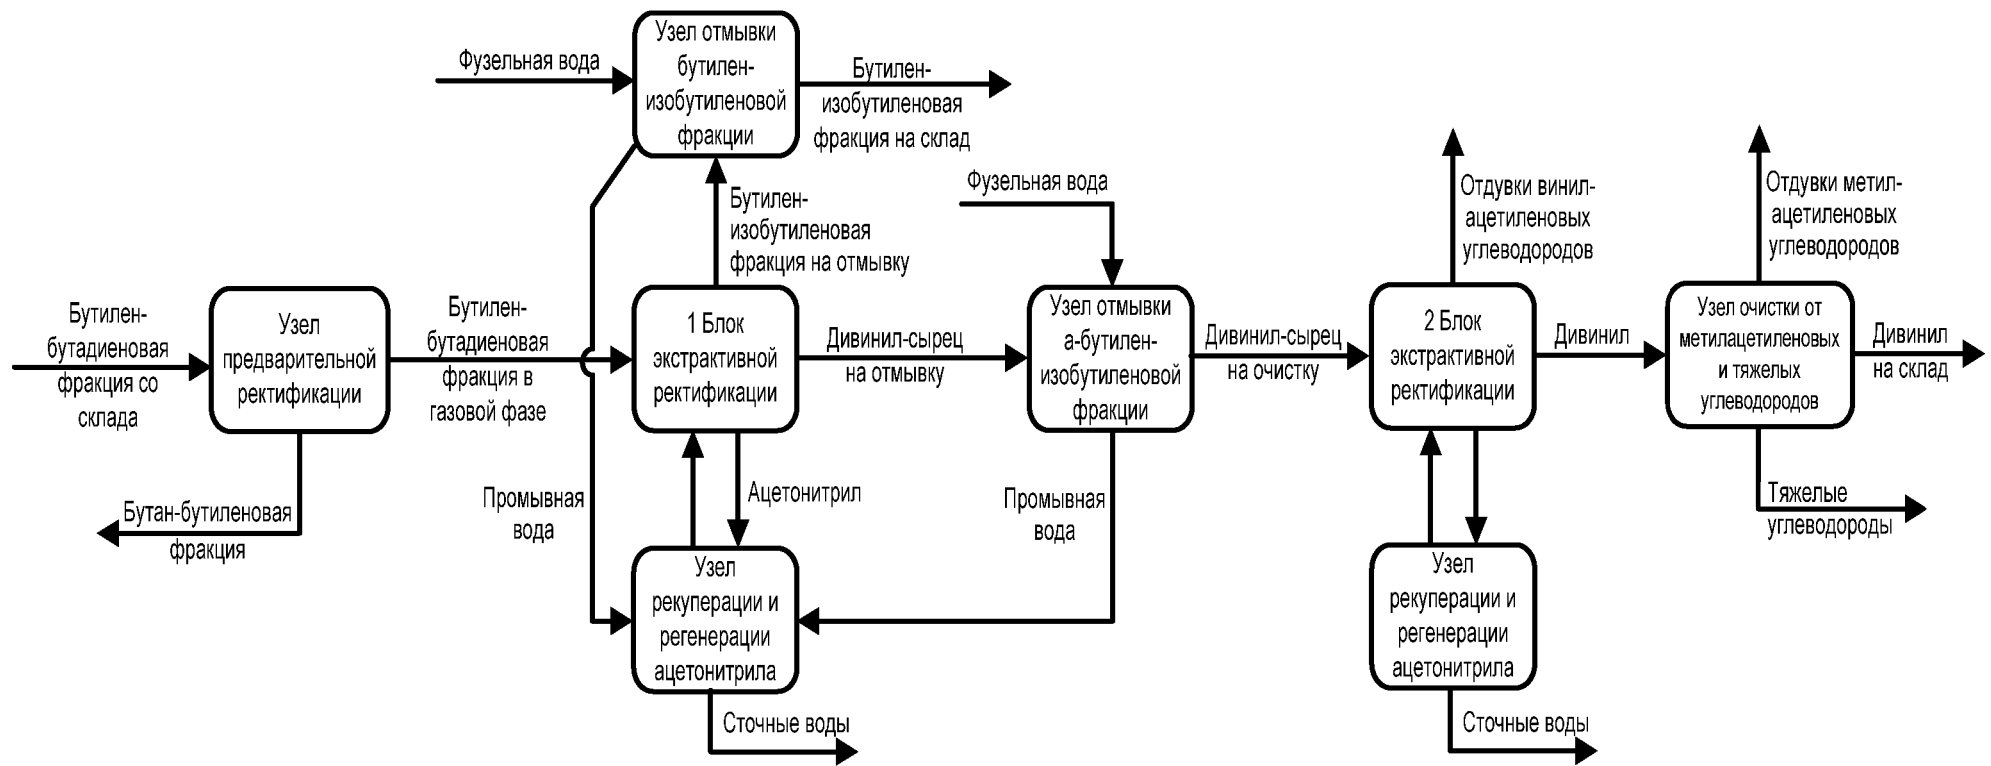 Узел отмывки
бутилен-
изобутиленовой
фракции
Фузельная вода
Бутилен-
изобутиленовая
фракция на склад
Бутилен-
изобутиленовая
фракция на отмывку
Фузельная вода
Отдувки винил-
ацетиленовых
углеводородов
Отдувки метил-
ацетиленовых
углеводородов
Бутилен-
бутадиеновая
фракция со
склада
Узел
предварительной
ректификации
Бутилен-
бутадиеновая
фракция в
газовой фазе
1 Блок
экстрактивной
ректификации
Дивинил-сырец
на отмывку
Узел отмывки
а-бутилен-
изобутиленовой
фракции
Дивинил-сырец
на очистку
2 Блок
экстрактивной
ректификации
Дивинил
Узел очистки от
метилацетиленовых
и тяжелых
углеводородов
Дивинил
на склад
Бутан-бутиленовая
фракция
Промывная
вода
Ацетонитрил
Промывная
вода
Тяжелые
углеводороды
Узел
рекуперации и
регенерации
ацетонитрила
Узел
рекуперации и
регенерации
ацетонитрила
Сточные воды
Сточные воды